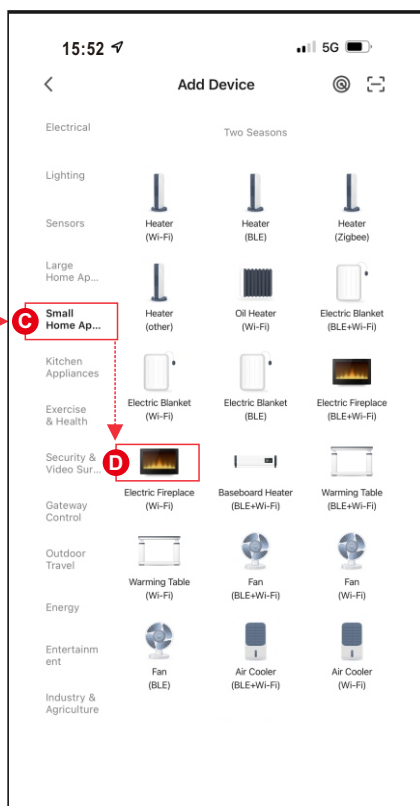 15:52
5G
Add Device
Electrical
Two Seasons
Lighting
Sensors
Heater
(Wi-Fi)
Heater
(BLE)
Heater
(Zigbee)
Large
Home Ap...
C
Small
Home Ap...
Heater
(other)
Oil Heater
(Wi-Fi)
Electric Blanket
(BLE+Wi-Fi)
Kitchen
Appliances
Exercise
& Health
Electric Blanket
(Wi-Fi)
Electric Blanket
(BLE)
Electric Fireplace
(BLE+Wi-Fi)
Security &
Video Sur...
D
Gateway
Control
Electric Fireplace
(Wi-Fi)
Baseboard Heater
(BLE+Wi-Fi)
Warming Table
(BLE+Wi-Fi)
Outdoor
Travel
Warming Table
(Wi-Fi)
Fan
(BLE+Wi-Fi)
Fan
(Wi-Fi)
Energy
Entertainm
ent
Fan
(BLE)
Air Cooler
(BLE+Wi-Fi)
Air Cooler
(Wi-Fi)
Industry &
Agriculture